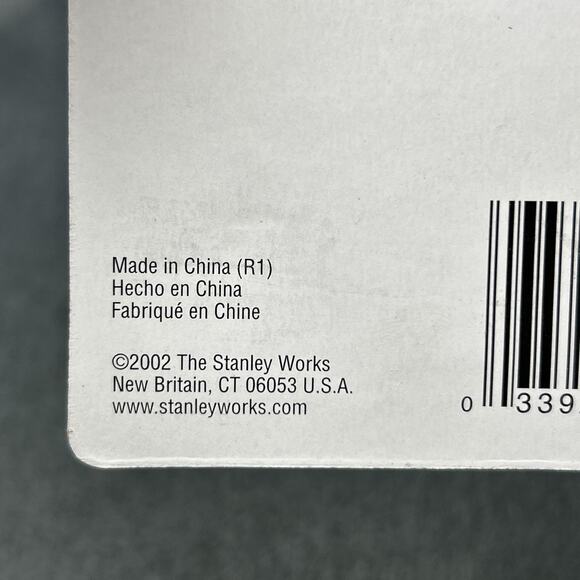 Made in China (R1)
Hecho en China
Fabriqué en Chine
©2002 The Stanley Works
New Britain, CT 06053 U.S.A.
www.stanleyworks.com
0 339